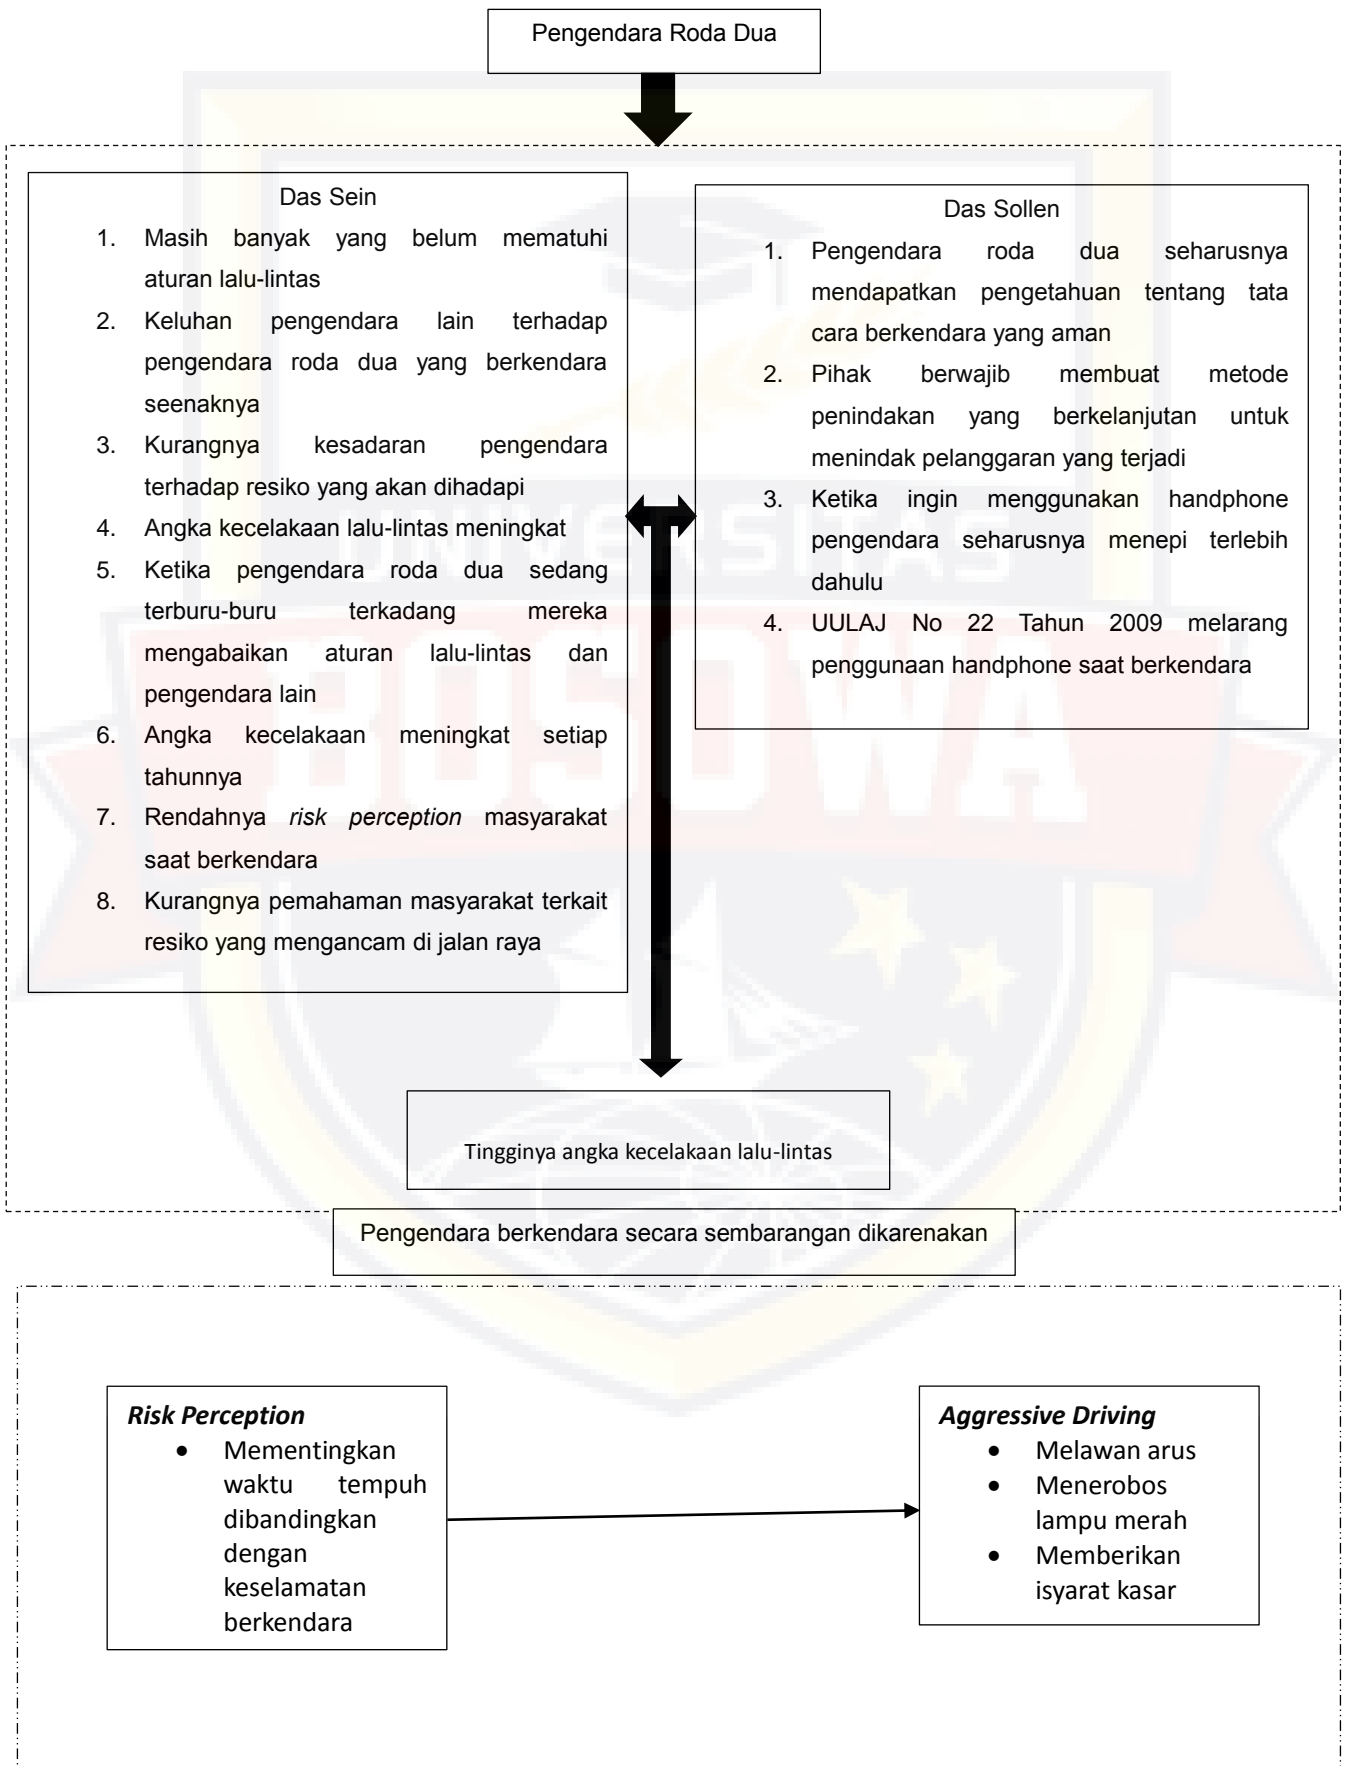 Pengendara Roda Dua
Das Sein
1. Masih banyak yang belum mematuhi
aturan lalu-lintas
2. Keluhan pengendara lain terhadap
pengendara roda dua yang berkendara
seenaknya
3. Kurangnya kesadaran pengendara
terhadap resiko yang akan dihadapi
4. Angka kecelakaan lalu-lintas meningkat
5. Ketika pengendara roda dua sedang
terburu-buru terkadang mereka
mengabaikan aturan lalu-lintas dan
pengendara lain
6. Angka kecelakaan meningkat setiap
tahunnya
7. Rendahnya risk perception masyarakat
saat berkendara
8. Kurangnya pemahaman masyarakat terkait
resiko yang mengancam di jalan raya
Das Sollen
1. Pengendara roda dua seharusnya
mendapatkan pengetahuan tentang tata
cara berkendara yang aman
2. Pihak berwajib membuat metode
penindakan yang berkelanjutan untuk
menindak pelanggaran yang terjadi
3. Ketika ingin menggunakan handphone
pengendara seharusnya menepi terlebih
dahulu
4. UULAJ No 22 Tahun 2009 melarang
penggunaan handphone saat berkendara
UNIVERSITAS
BOSOWA
Tingginya angka kecelakaan lalu-lintas
Pengendara berkendara secara sembarangan dikarenakan
Risk Perception
• Mementingkan
waktu tempuh
dibandingkan
dengan
keselamatan
berkendara
Aggressive Driving
• Melawan arus
• Menerobos
lampu merah
• Memberikan
isyarat kasar